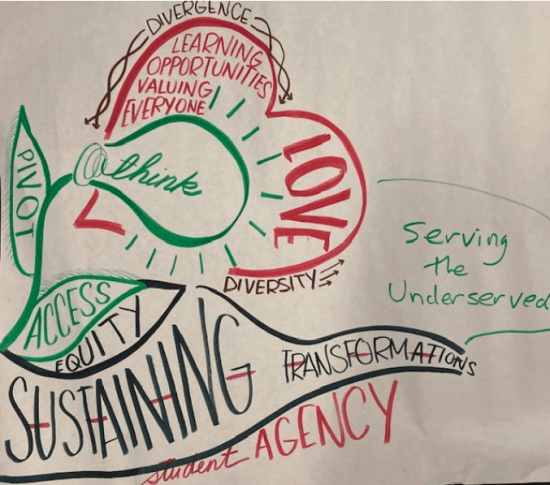 DIVERGENCE
LEARNING
OPPORTUNITIES
VALUING
EVERYONE
think
LOVE
PIVOT
DIVERSITY
Serving
the
Underserved
ACCESS
EQUITY
SUSTAINING
TRANSFORMATIONS
student AGENCY